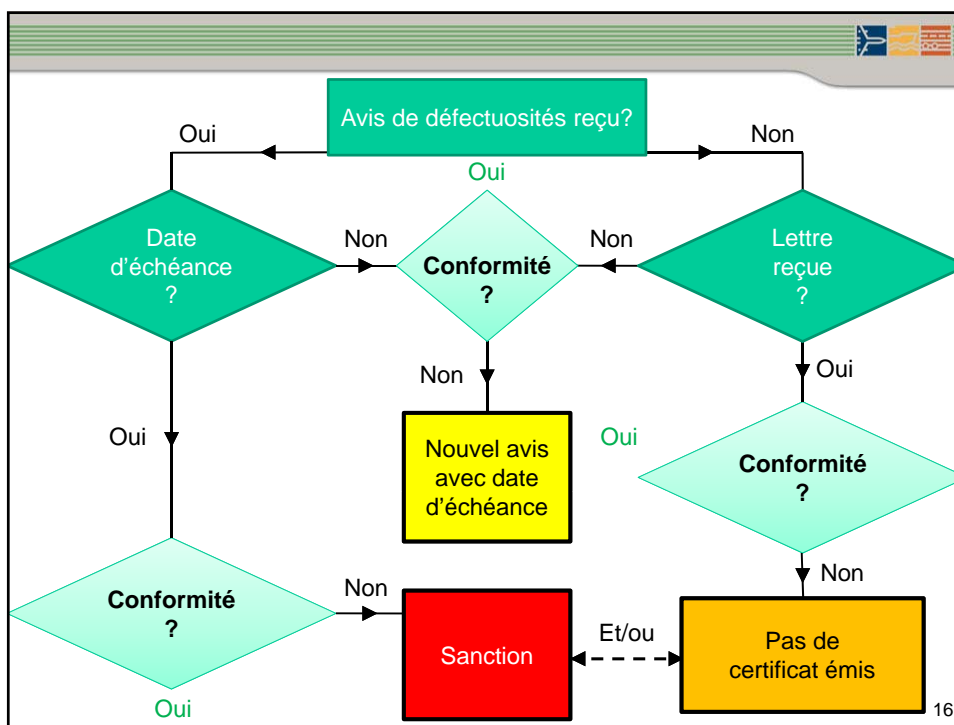 Avis de défectuosités reçu?
Oui
Non
Oui
Date
d'échéance
?
Non
Conformité
?
Non
Lettre
reçue
?
Non
Oui
Oui
Nouvel avis
avec date
d'échéance
Oui
Conformité
?
Non
Conformité
?
Non
Sanction
Et/ou
Pas de
certificat émis
Oui
16